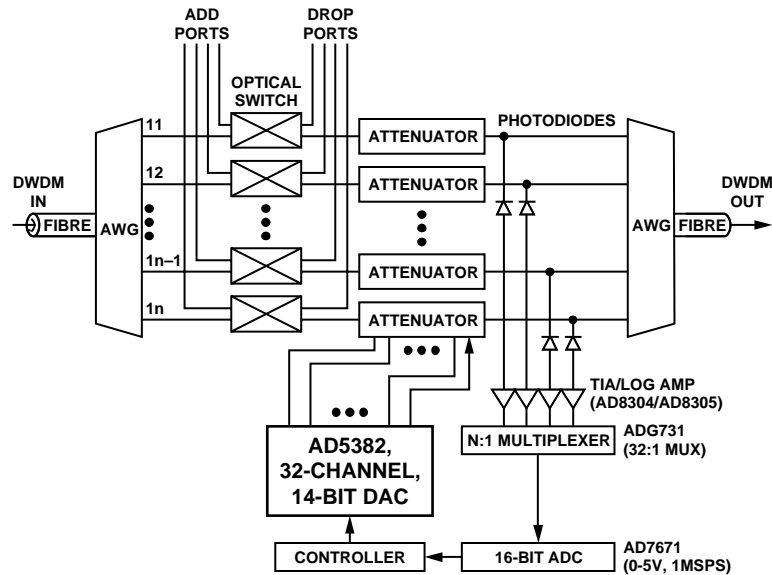 ADD
PORTS
DROP
PORTS
OPTICAL
SWITCH
PHOTODIODES
11
ATTENUATOR
12
ATTENUATOR
DWDM
IN
FIBRE
AWG
AWG
FIBRE
DWDM
OUT
1n–1
ATTENUATOR
1n
ATTENUATOR
TIA/LOG AMP
(AD8304/AD8305)
AD5382,
32-CHANNEL,
14-BIT DAC
N:1 MULTIPLEXER
ADG731
(32:1 MUX)
CONTROLLER
16-BIT ADC
AD7671
(0-5V, 1MSPS)